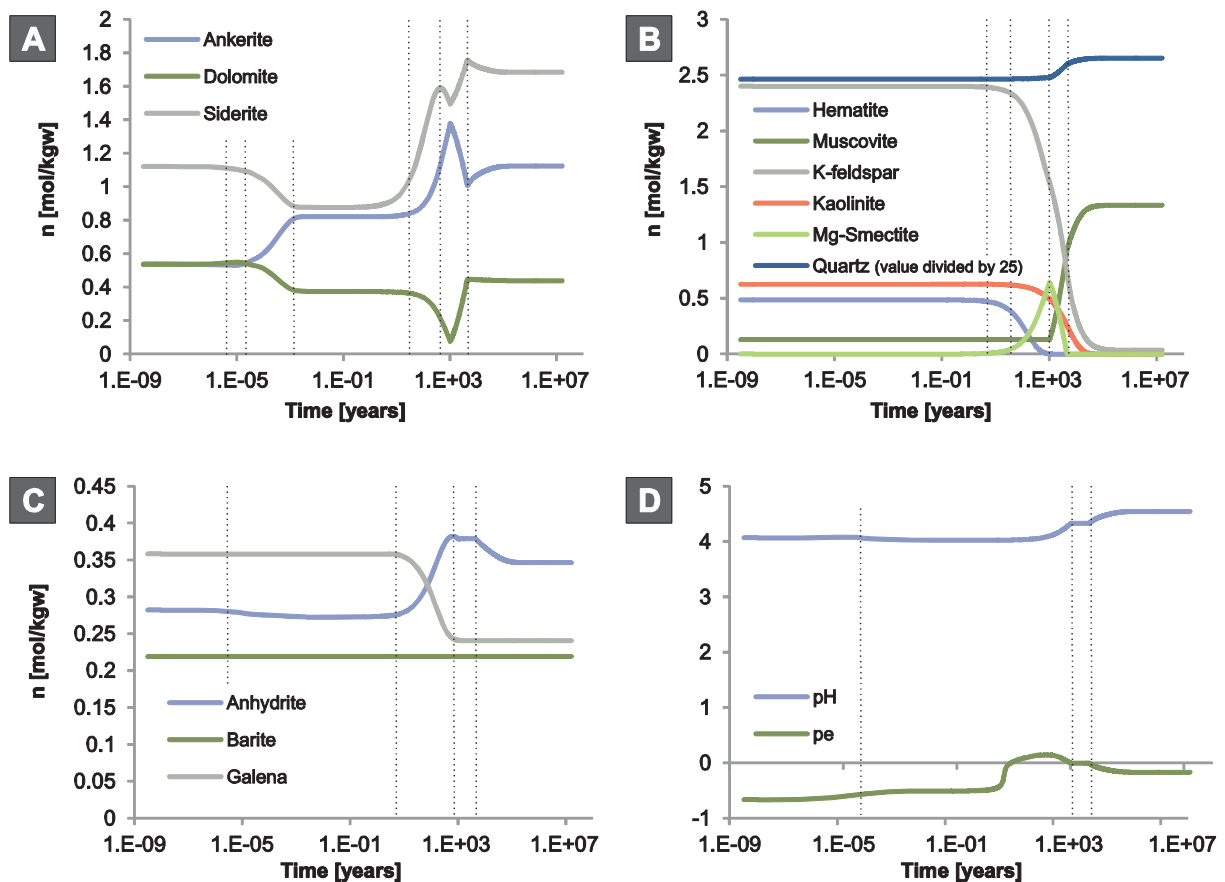 A
2
1.8
1.6
1.4
1.2
1
0.8
0.6
0.4
0.2
0
n [mol/kgw]
Ankerite
Dolomite
Siderite
1.E-09 1.E-05 1.E-01 1.E+03 1.E+07
Time [years]
B
3
2.5
2
1.5
1
0.5
0
n [mol/kgw]
Hematite
Muscovite
K-feldspar
Kaolinite
Mg-Smectite
Quartz (value divided by 25)
1.E-09 1.E-05 1.E-01 1.E+03 1.E+07
Time [years]
C
0.45
0.4
0.35
0.3
0.25
0.2
0.15
0.1
0.05
0
n [mol/kgw]
Anhydrite
Barite
Galena
1.E-09 1.E-05 1.E-01 1.E+03 1.E+07
Time [years]
D
5
4
3
2
1
0
-1
pH
pe
1.E-09 1.E-05 1.E-01 1.E+03 1.E+07
Time [years]